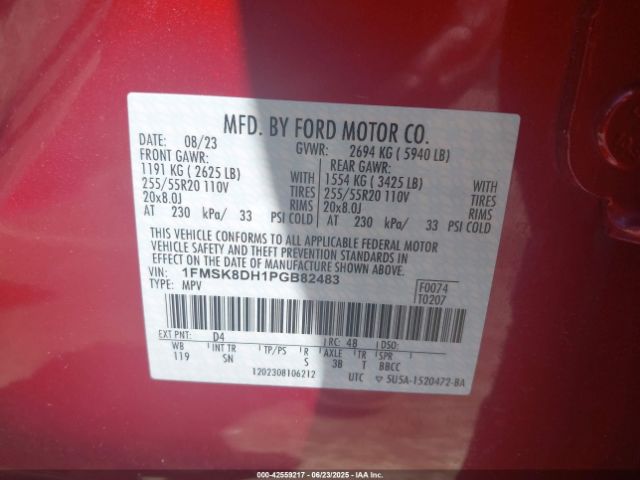 MFD. BY FORD MOTOR CO.
DATE: 08/23 GVWR: 2694 KG ( 5940 LB)
FRONT GAWR: REAR GAWR:
1191 KG ( 2625 LB) WITH 1554 KG ( 3425 LB) WITH
255/55R20 110V TIRES 255/55R20 110V TIRES
20x8.0J RIMS 20x8.0J RIMS
AT 230 kPa/ 33 PSI COLD AT 230 kPa/ 33 PSI COLD
THIS VEHICLE CONFORMS TO ALL APPLICABLE FEDERAL MOTOR
VEHICLE SAFETY AND THEFT PREVENTION STANDARDS IN EFFECT
ON THE DATE OF MANUFACTURE SHOWN ABOVE.
VIN: 1FMSK8DH1PGB82483 F0074
TYPE: MPV T0207
EXT PNT: D4 RC: 48 DSO:
WB INT TR TP/PS R AXLE TR SPR
119 SN S 3B T BBCC
1202308106212 UTC ▽ 5U5A-1520472-BA
000-42559217 - 06/23/2025 - IAA, Inc.